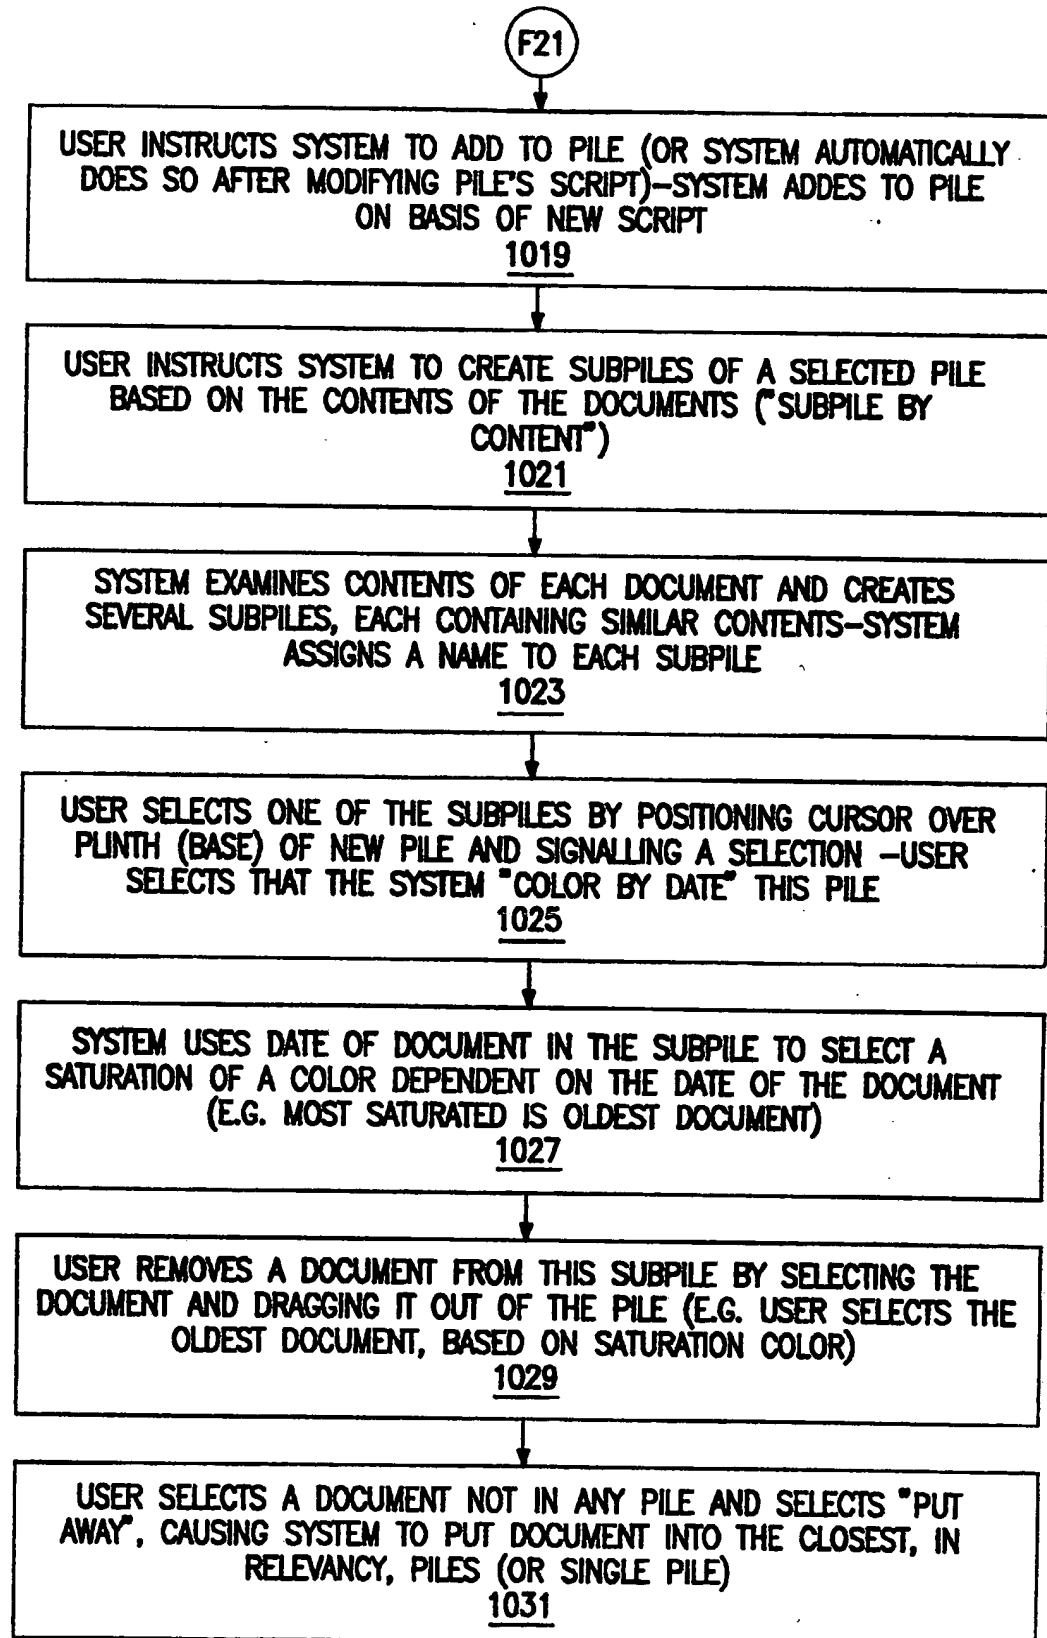 F21
USER INSTRUCTS SYSTEM TO ADD TO PILE (OR SYSTEM AUTOMATICALLY
DOES SO AFTER MODIFYING PILE'S SCRIPT)-SYSTEM ADDES TO PILE
ON BASIS OF NEW SCRIPT
1019
USER INSTRUCTS SYSTEM TO CREATE SUBPILES OF A SELECTED PILE
BASED ON THE CONTENTS OF THE DOCUMENTS ("SUBPILE BY
CONTENT")
1021
SYSTEM EXAMINES CONTENTS OF EACH DOCUMENT AND CREATES
SEVERAL SUBPILES, EACH CONTAINING SIMILAR CONTENTS-SYSTEM
ASSIGNS A NAME TO EACH SUBPILE
1023
USER SELECTS ONE OF THE SUBPILES BY POSITIONING CURSOR OVER
PLINTH (BASE) OF NEW PILE AND SIGNALLING A SELECTION -USER
SELECTS THAT THE SYSTEM "COLOR BY DATE" THIS PILE
1025
SYSTEM USES DATE OF DOCUMENT IN THE SUBPILE TO SELECT A
SATURATION OF A COLOR DEPENDENT ON THE DATE OF THE DOCUMENT
(E.G. MOST SATURATED IS OLDEST DOCUMENT)
1027
USER REMOVES A DOCUMENT FROM THIS SUBPILE BY SELECTING THE
DOCUMENT AND DRAGGING IT OUT OF THE PILE (E.G. USER SELECTS THE
OLDEST DOCUMENT, BASED ON SATURATION COLOR)
1029
USER SELECTS A DOCUMENT NOT IN ANY PILE AND SELECTS "PUT
AWAY", CAUSING SYSTEM TO PUT DOCUMENT INTO THE CLOSEST, IN
RELEVANCY, PILES (OR SINGLE PILE)
1031